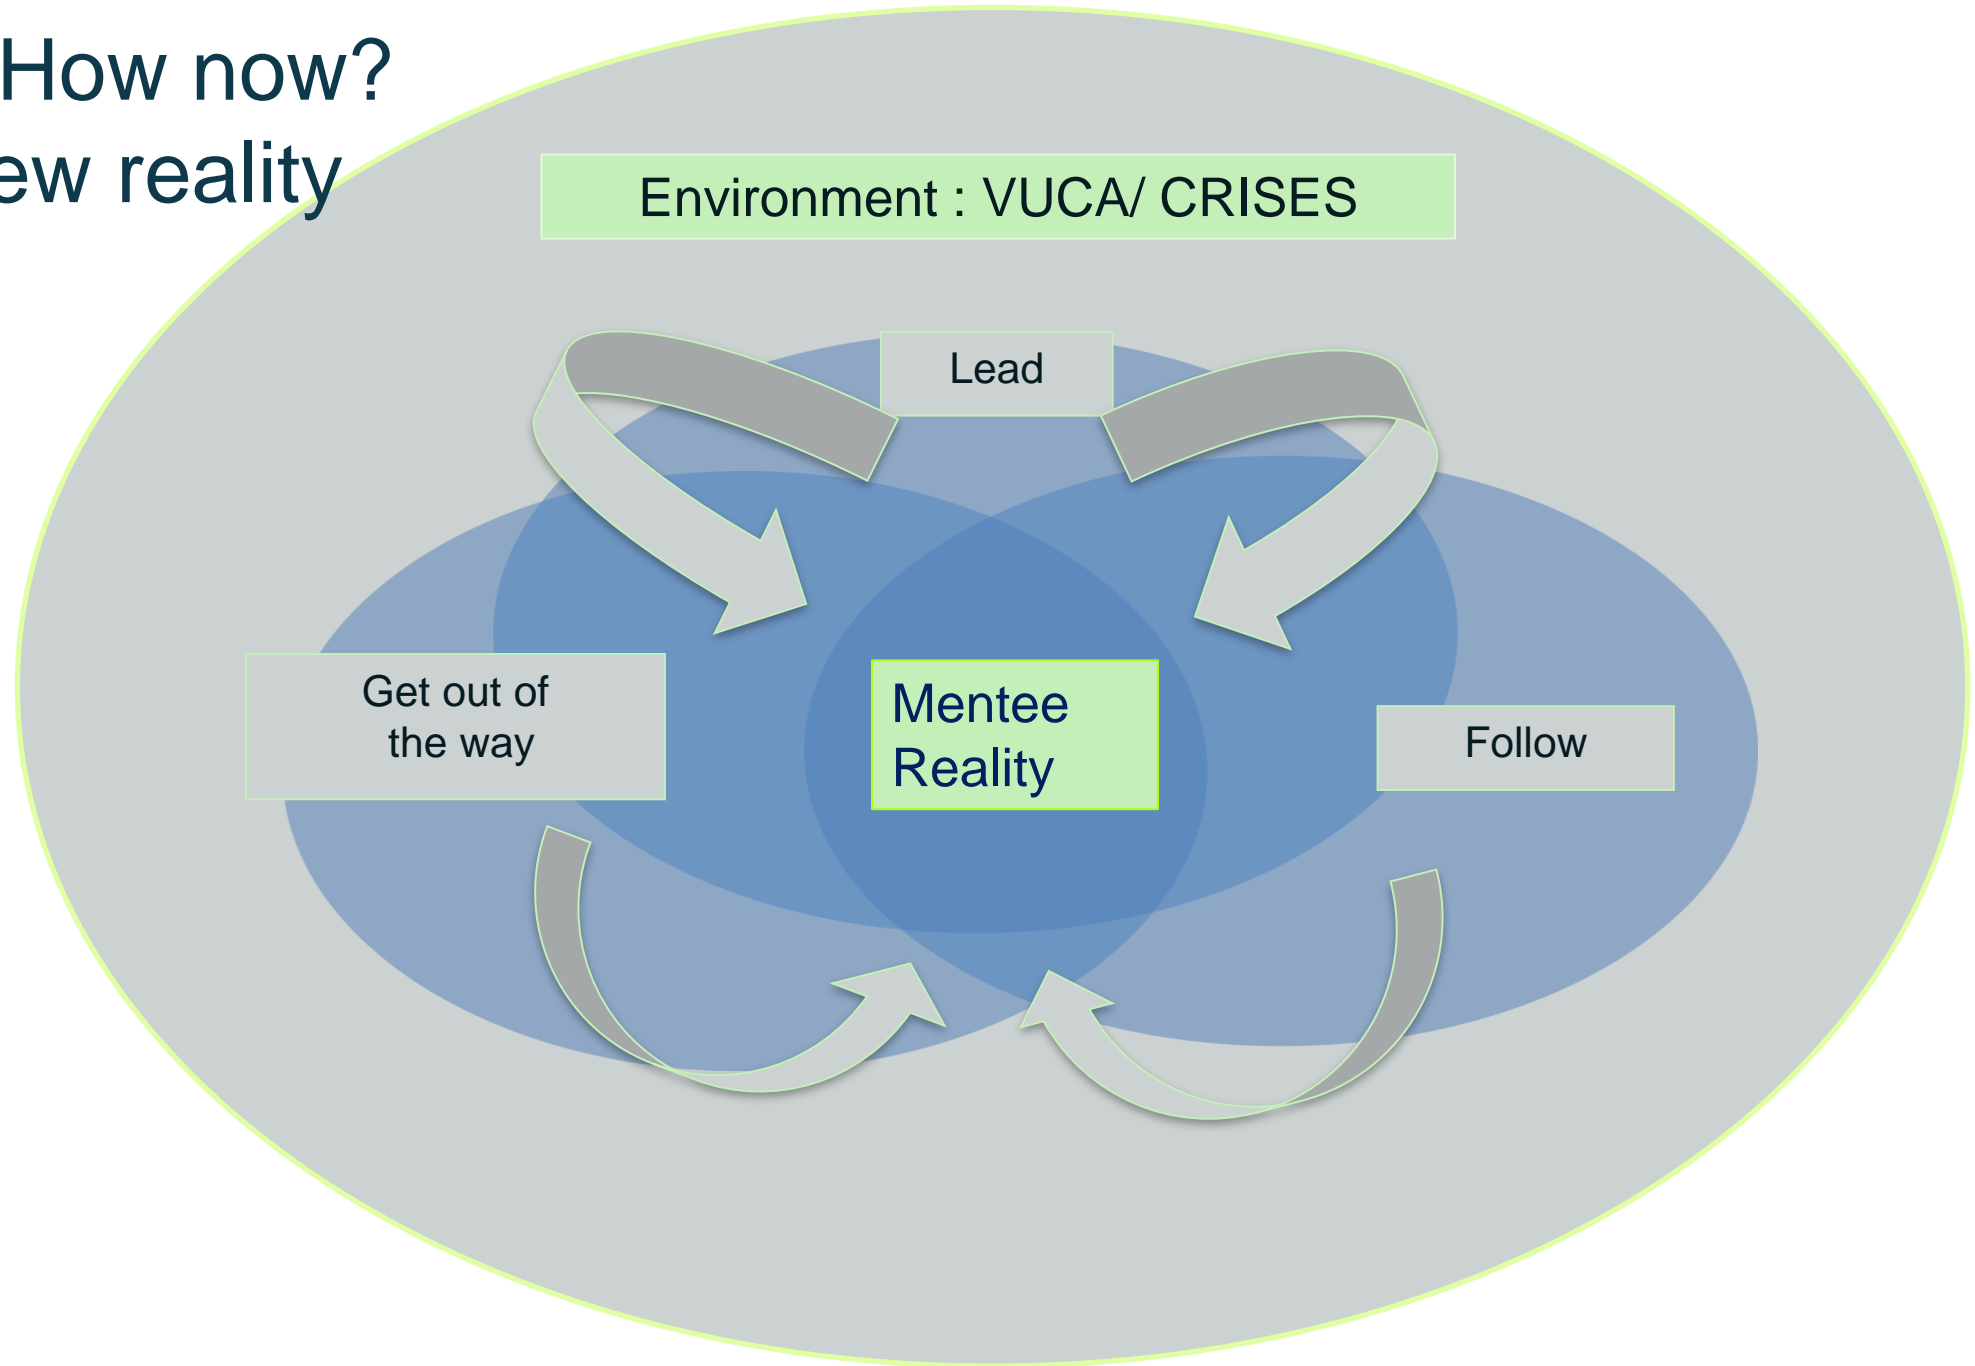 How now?
ew reality
Environment : VUCA/ CRISES
Lead
Get out of
the way
Mentee
Reality
Follow